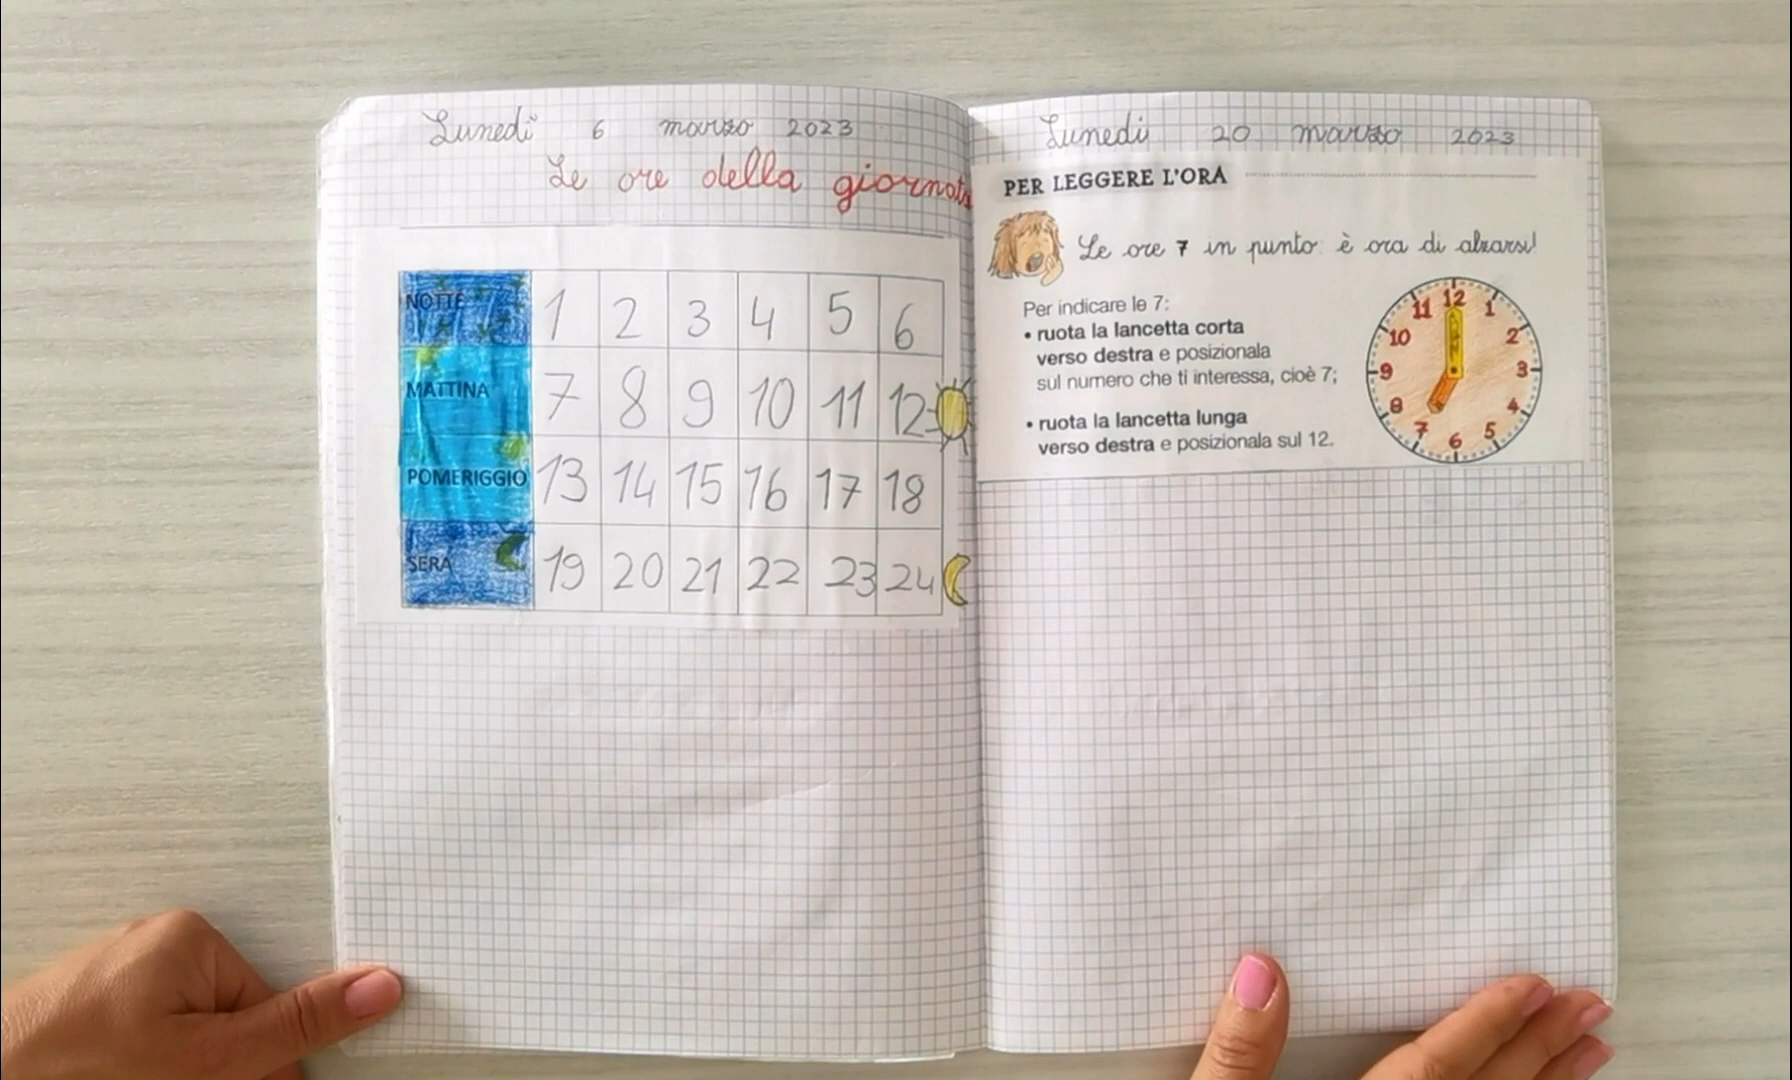 Lunedì 6 marzo 2023
Le ore della giornata
NOTTE 1 2 3 4 5 6
MATTINA 7 8 9 10 11 12
POMERIGGIO 13 14 15 16 17 18
SERA 19 20 21 22 23 24
Lunedì 20 marzo 2023
PER LEGGERE L'ORA
Le ore 7 in punto: è ora di alzarsi!
Per indicare le 7:
• ruota la lancetta corta
verso destra e posizionala
sul numero che ti interessa, cioè 7;
• ruota la lancetta lunga
verso destra e posizionala sul 12.
12
11 1
10 2
9 3
8 4
7 5
6